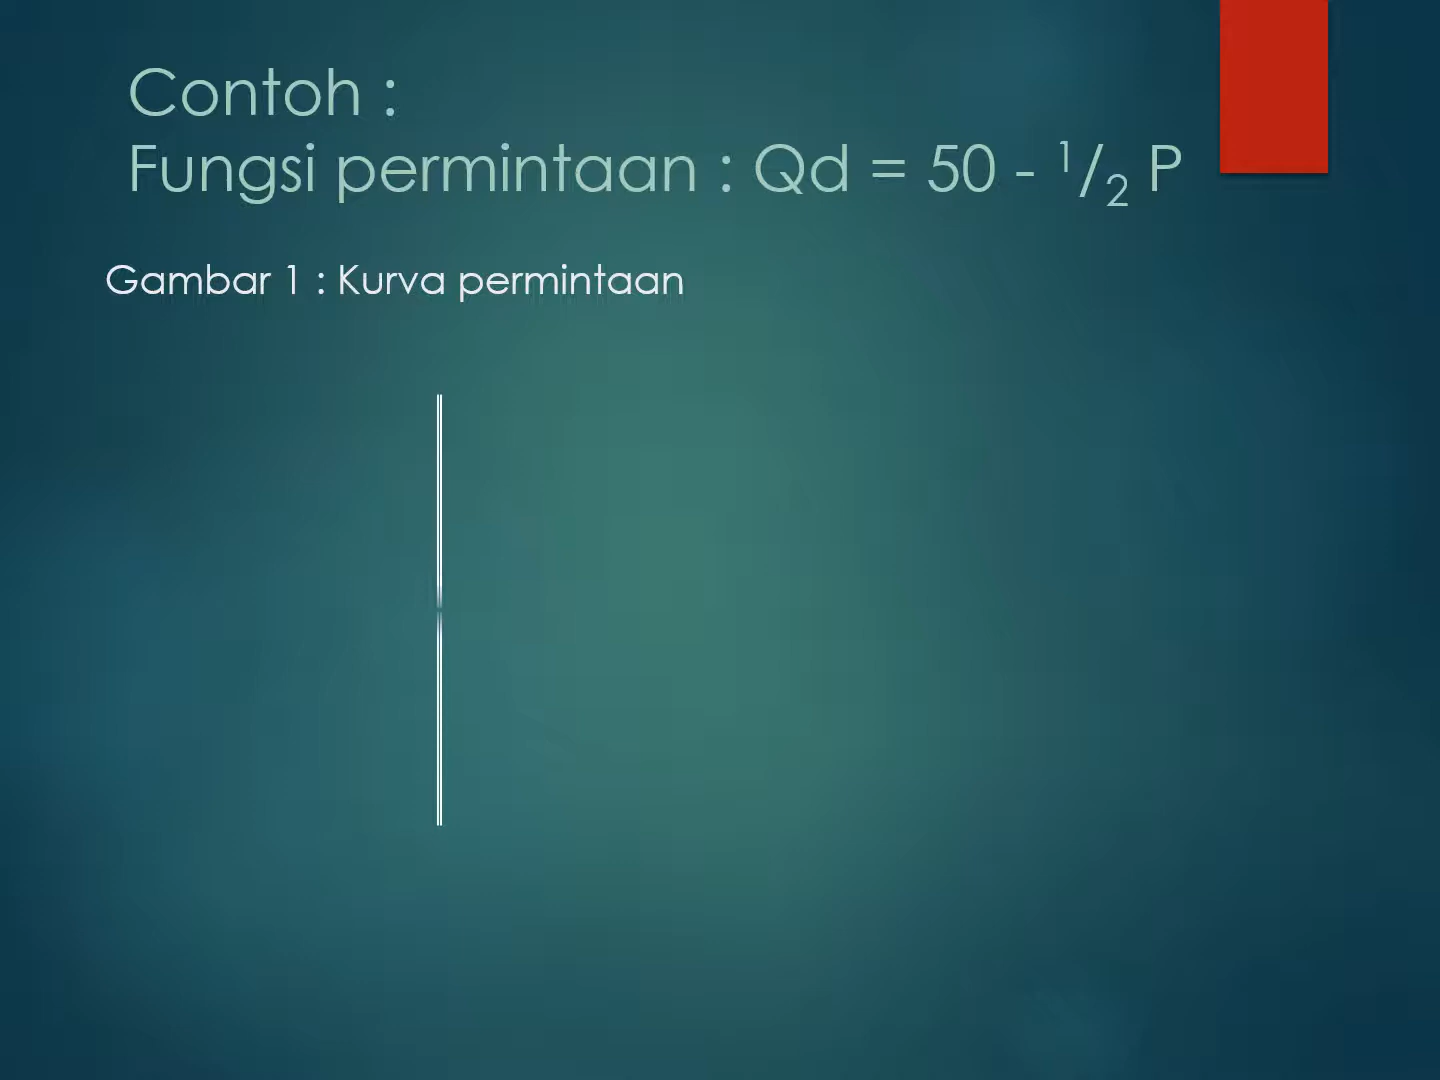 Contoh :
Fungsi permintaan : Qd = 50 - 1/2 P
Gambar 1 : Kurva permintaan